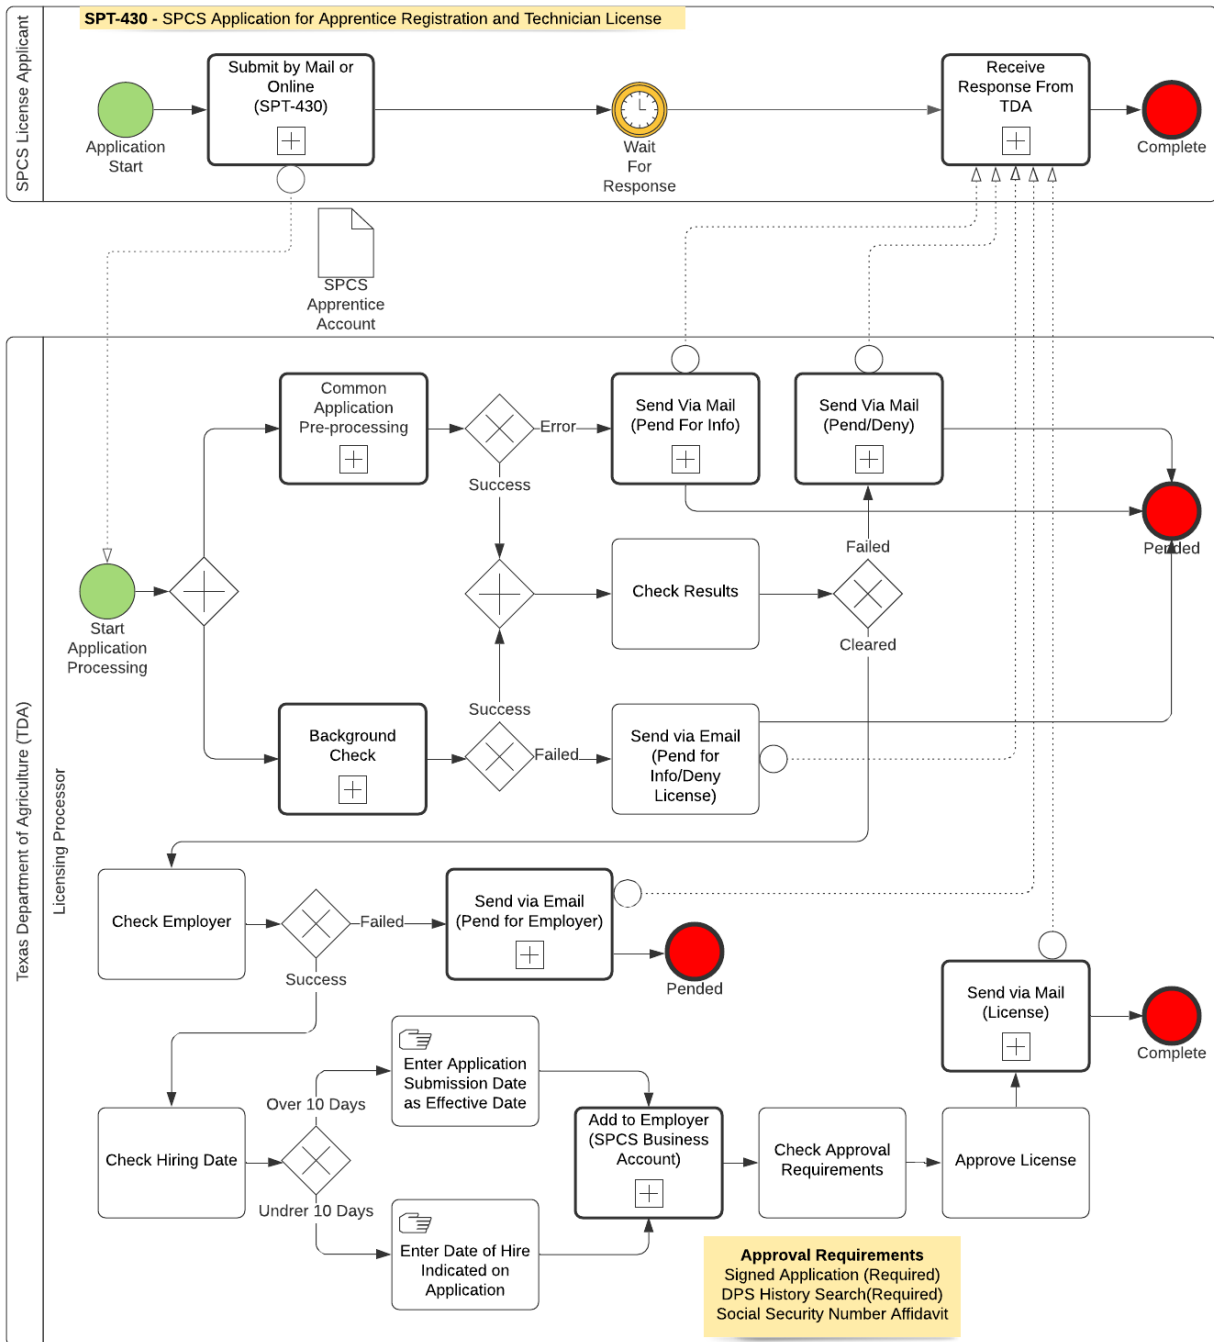 SPT-430 - SPCS Application for Apprentice Registration and Technician License
SPCS License Applicant
Application
Start
Submit by Mail or
Online
(SPT-430)
Wait
For
Response
Receive
Response From
TDA
Complete
SPCS
Apprentice
Account
Texas Department of Agriculture (TDA)
Licensing Processor
Start
Application
Processing
Common
Application
Pre-processing
Error
Success
Send Via Mail
(Pend For Info)
Send Via Mail
(Pend/Deny)
Pended
Failed
Check Results
Cleared
Success
Background
Check
Failed
Send via Email
(Pend for
Info/Deny
License)
Check Employer
Failed
Success
Send via Email
(Pend for Employer)
Pended
Send via Mail
(License)
Complete
Check Hiring Date
Over 10 Days
Undrer 10 Days
Enter Application
Submission Date
as Effective Date
Enter Date of Hire
Indicated on
Application
Add to Employer
(SPCS Business
Account)
Check Approval
Requirements
Approve License
Approval Requirements
Signed Application (Required)
DPS History Search(Required)
Social Security Number Affidavit